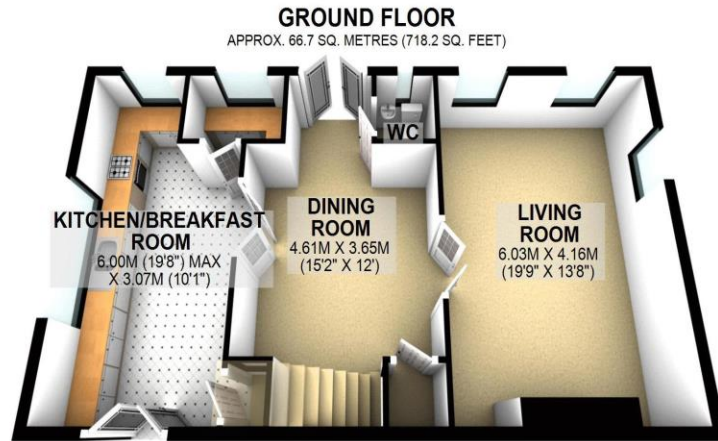 GROUND FLOOR
APPROX. 66.7 SQ. METRES (718.2 SQ. FEET)
WC
KITCHEN/BREAKFAST
ROOM
6.00M (19'8") MAX
X 3.07M (10'1")
DINING
ROOM
4.61M X 3.65M
(15'2" X 12')
LIVING
ROOM
6.03M X 4.16M
(19'9" X 13'8")